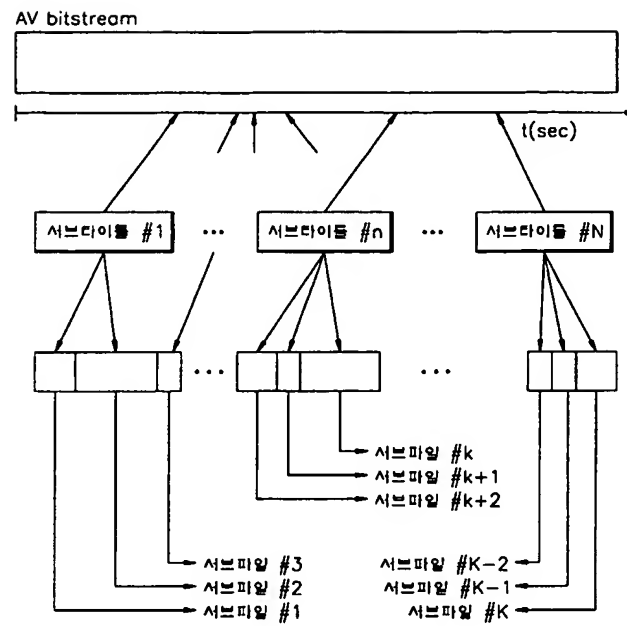 AV bitstream
t(sec)
서브타이틀 #1
...
서브타이틀 #n
...
서브타이틀 #N
...
...
서브파일 #k
서브파일 #k+1
서브파일 #k+2
서브파일 #3
서브파일 #2
서브파일 #1
서브파일 #K-2
서브파일 #K-1
서브파일 #K